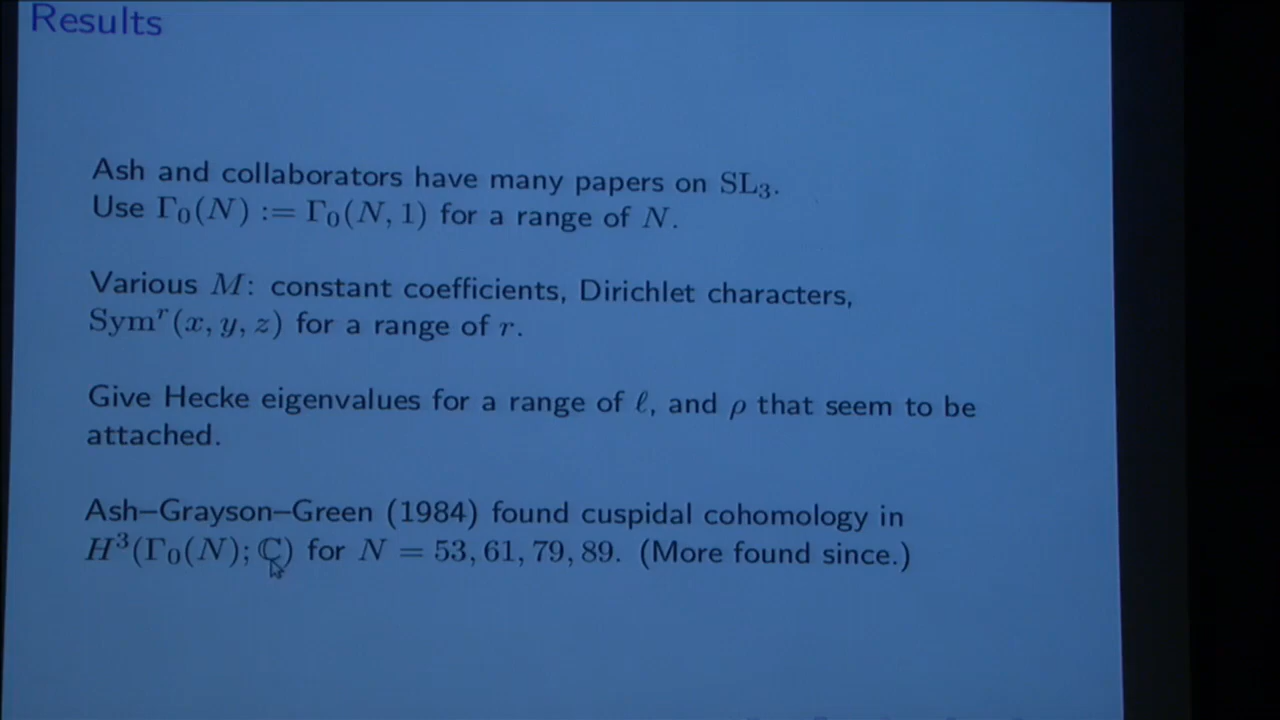 Results
Ash and collaborators have many papers on SL₃.
Use Γ₀(N) := Γ₀(N, 1) for a range of N.
Various M: constant coefficients, Dirichlet characters,
Symʳ(x, y, z) for a range of r.
Give Hecke eigenvalues for a range of ℓ, and ρ that seem to be
attached.
Ash–Grayson–Green (1984) found cuspidal cohomology in
H³(Γ₀(N); ℂ) for N = 53, 61, 79, 89. (More found since.)